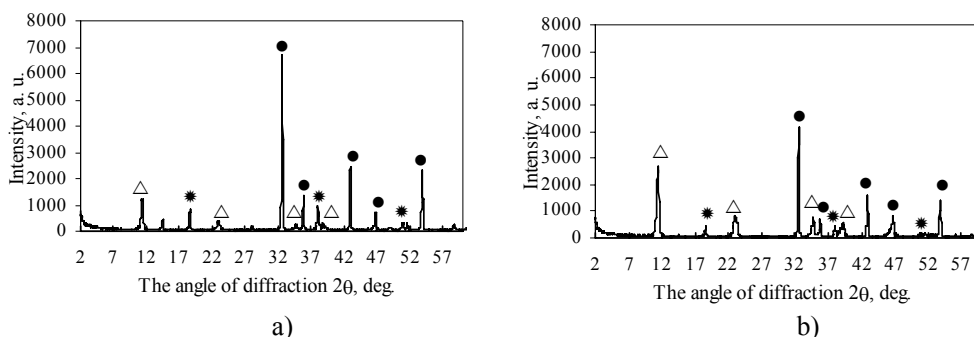 8000
7000
6000
5000
4000
3000
2000
1000
0
Intensity, a. u.
2 7 12 17 22 27 32 37 42 47 52 57
The angle of diffraction 2θ, deg.
a)
8000
7000
6000
5000
4000
3000
2000
1000
0
Intensity, a. u.
2 7 12 17 22 27 32 37 42 47 52 57
The angle of diffraction 2θ, deg.
b)